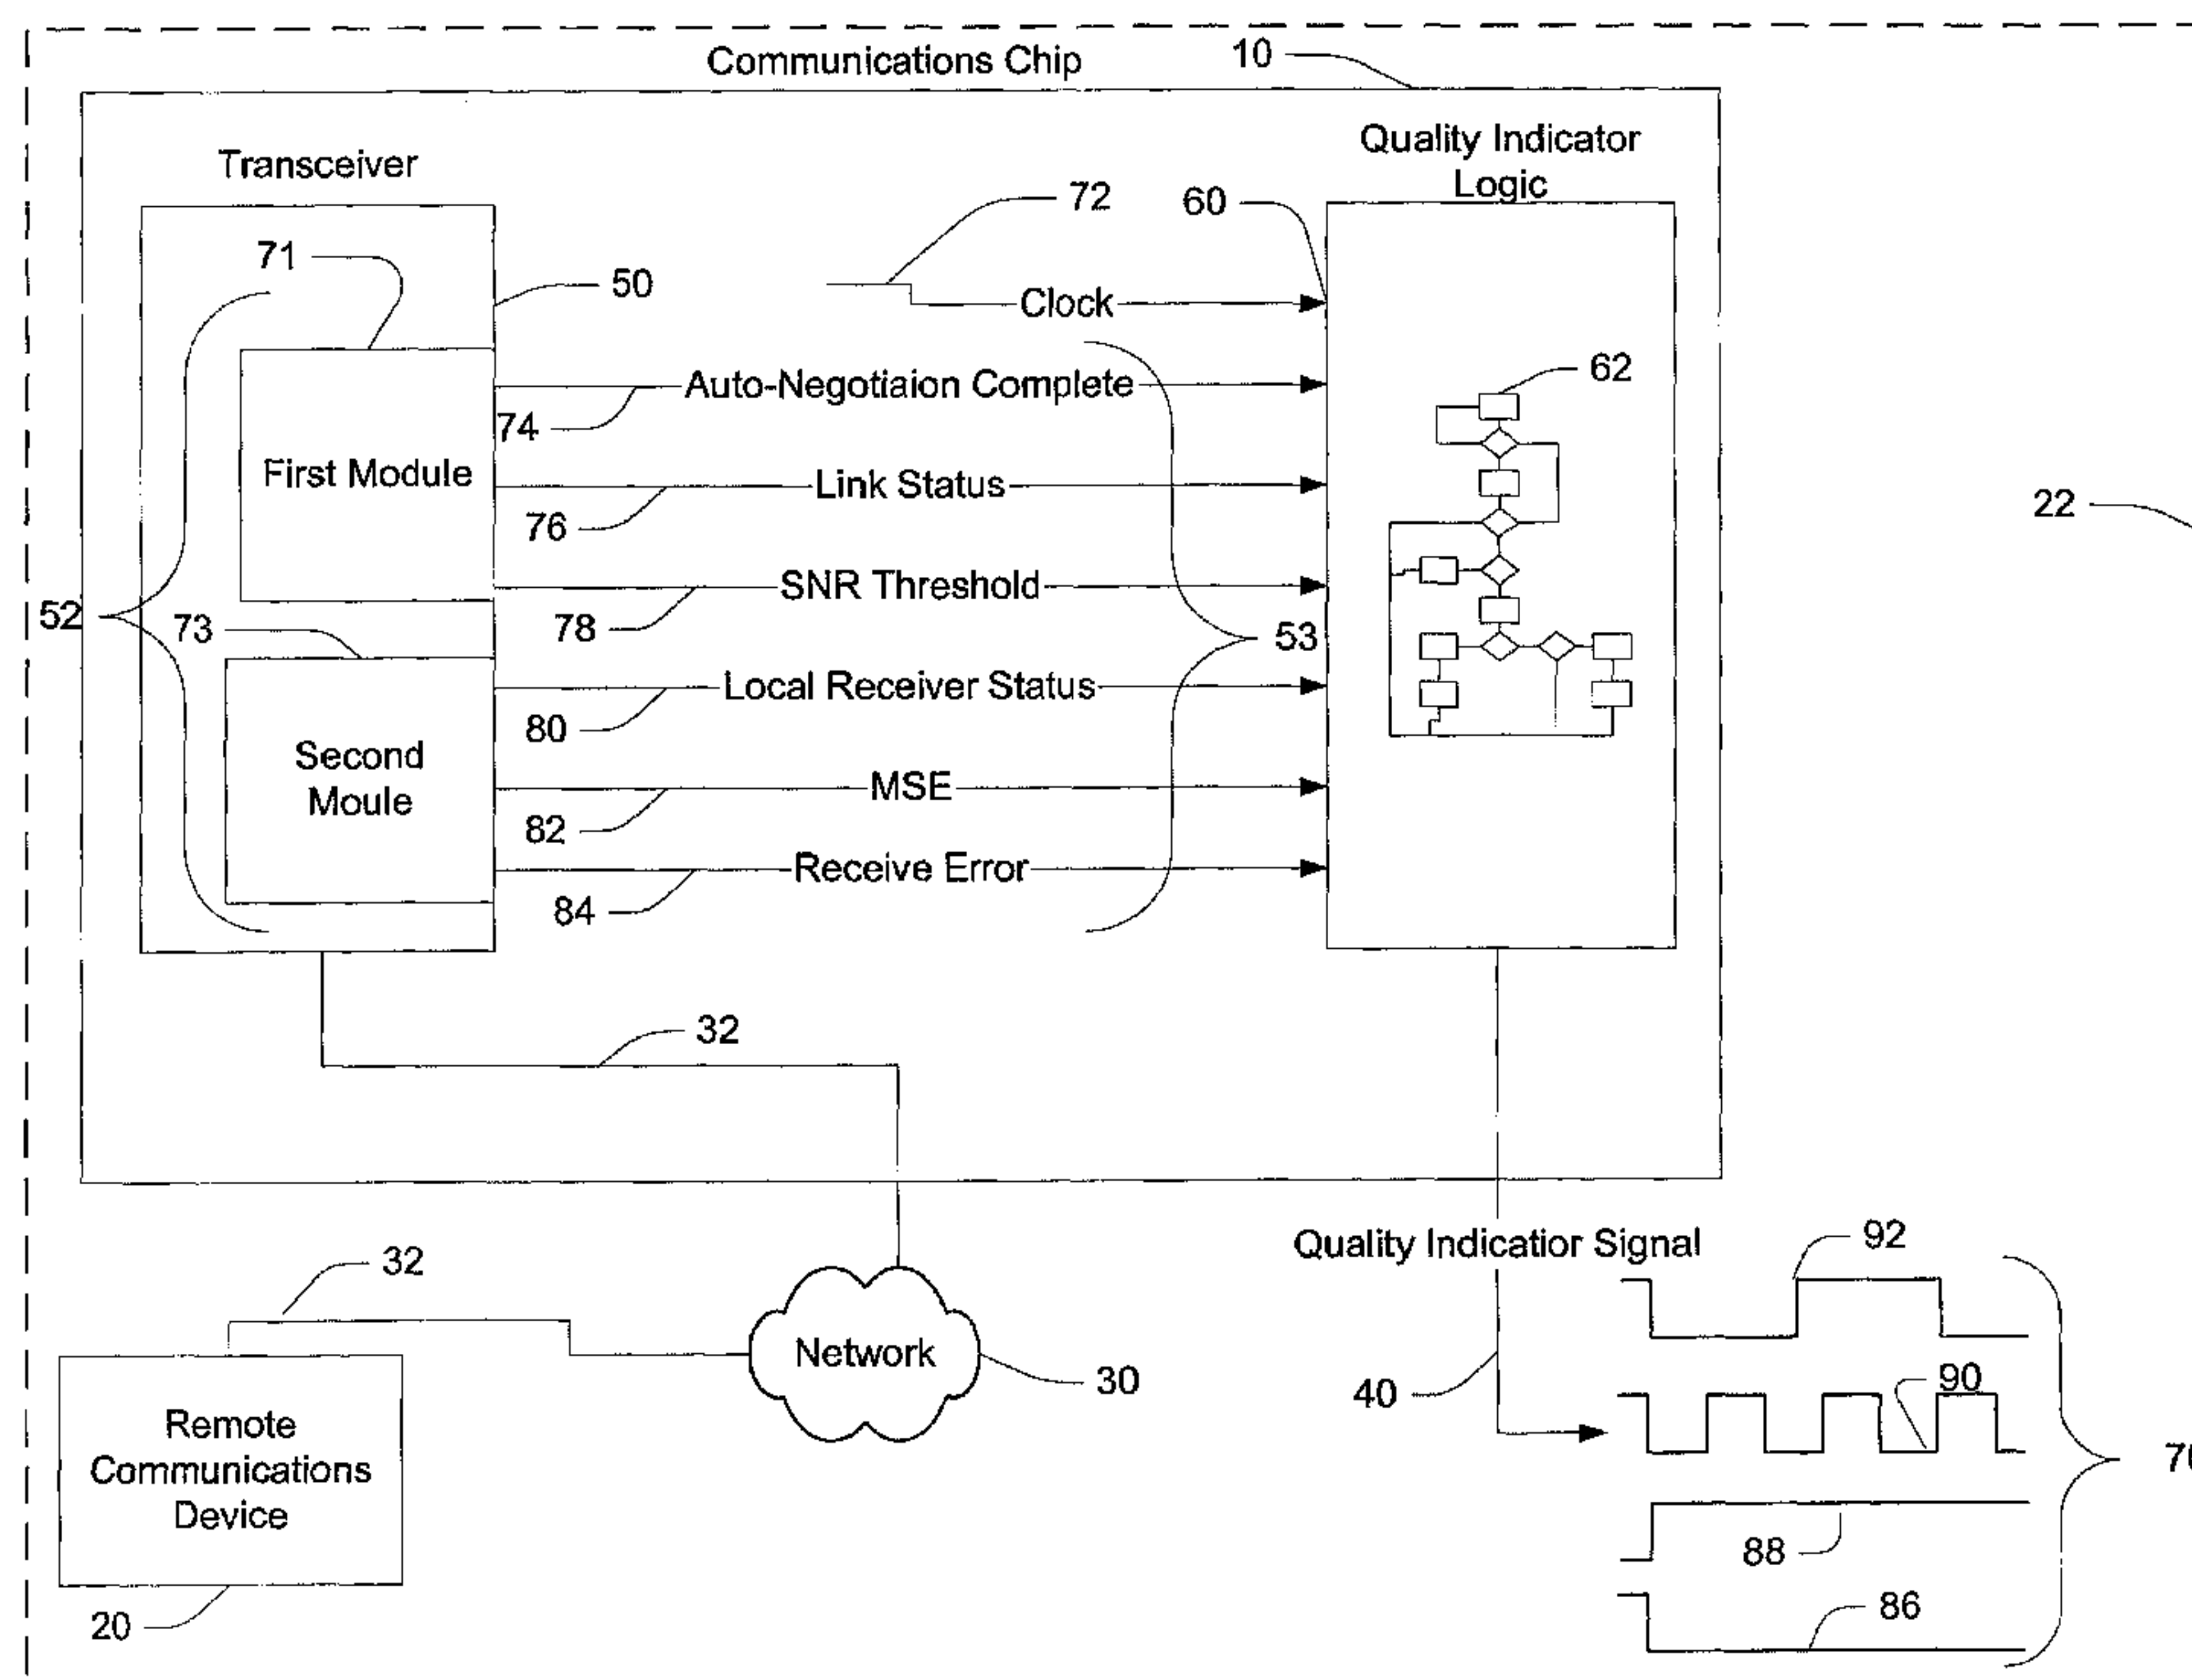 Communications Chip
10
Quality Indicator
Logic
Transceiver
72
60
71
50
Clock
62
Auto-Negotiaion Complete
74
First Module
Link Status
76
22
SNR Threshold
52
73
78
53
Local Receiver Status
80
Second
Moule
MSE
82
Receive Error
84
32
Quality Indicatior Signal
92
32
Network
30
40
90
Remote
Communications
Device
88
86
20